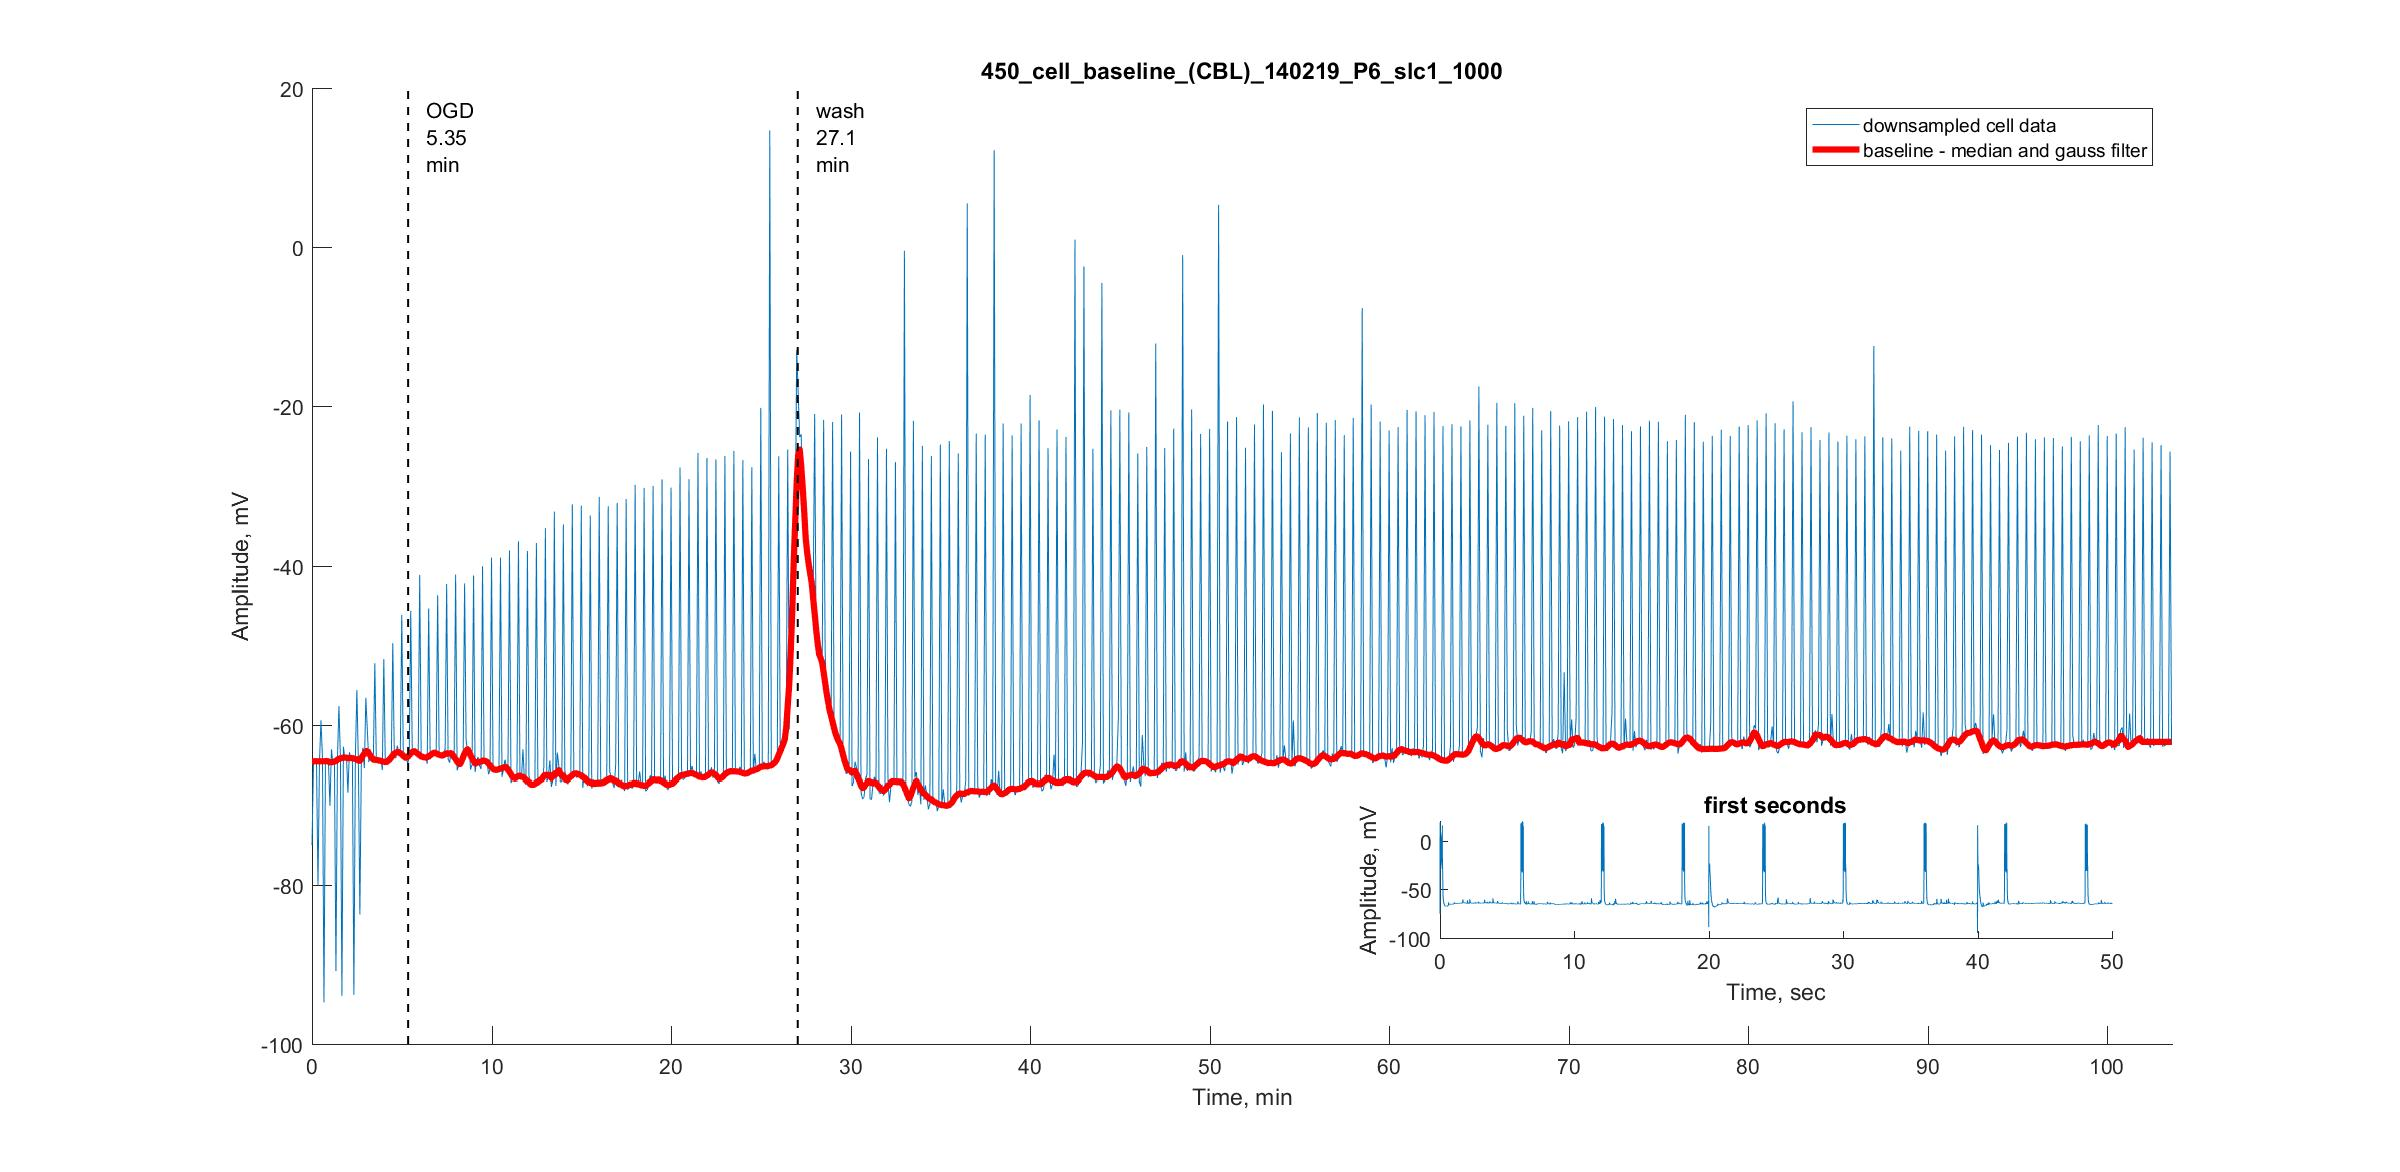 450_cell_baseline_(CBL)_140219_P6_slc1_1000
OGD
5.35
min
wash
27.1
min
downsampled cell data
baseline - median and gauss filter
Amplitude, mV
20
0
-20
-40
-60
-80
-100
0 10 20 30 40 50 60 70 80 90 100
Time, min
first seconds
Amplitude, mV
0
-50
-100
0 10 20 30 40 50
Time, sec